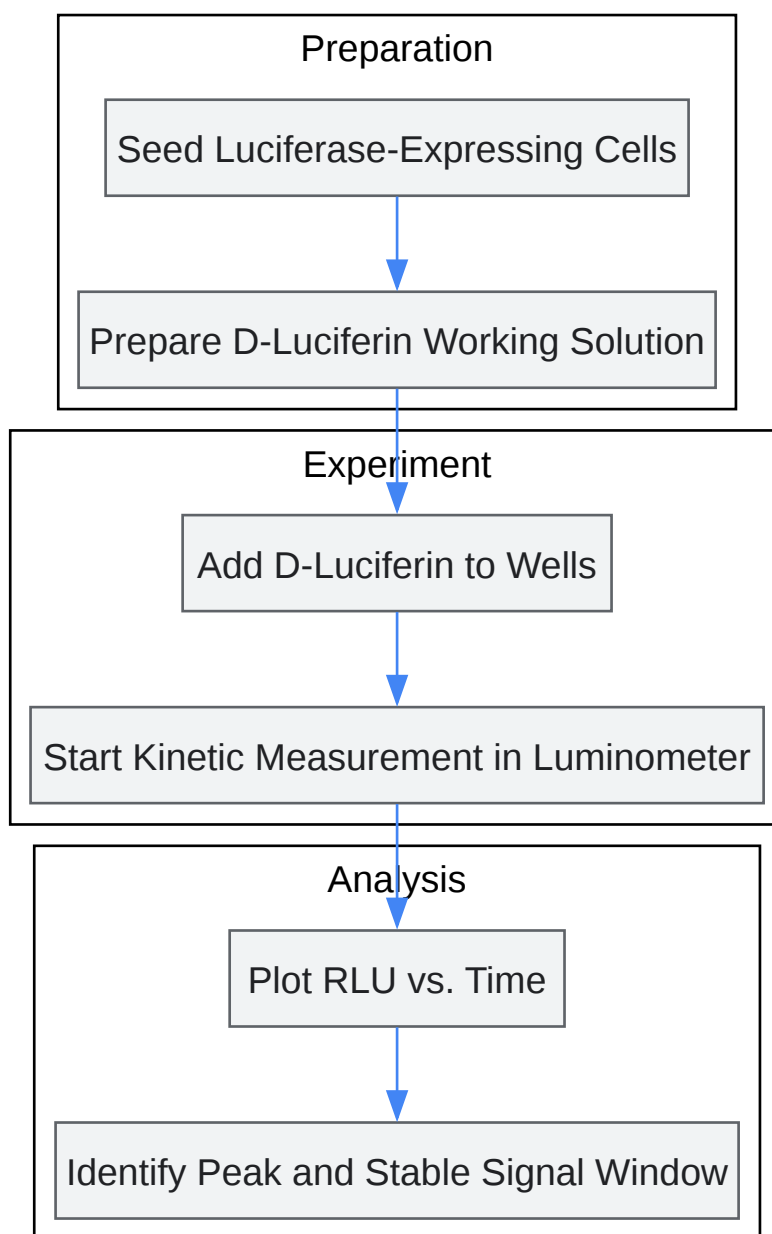 Preparation
Seed Luciferase-Expressing Cells
Prepare D-Luciferin Working Solution
Experiment
Add D-Luciferin to Wells
Start Kinetic Measurement in Luminometer
Analysis
Plot RLU vs. Time
Identify Peak and Stable Signal Window